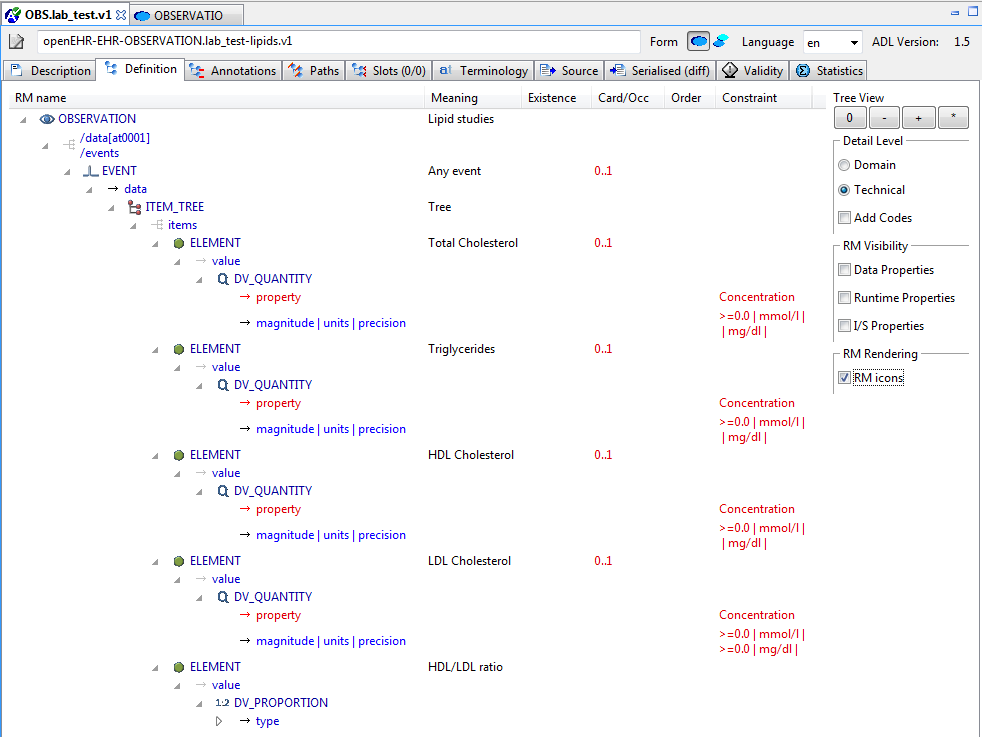 OBS.lab_test.v1 OBSERVATIO
openEHR-EHR-OBSERVATION.lab_test-lipids.v1 Form Language en ADL Version: 1.5
Description Definition Annotations Paths Slots (0/0) at Terminology Source Serialised (diff) Validity Statistics
RM name Meaning Existence Card/Occ Order Constraint Tree View
0 - + *
OBSERVATION Lipid studies
/data[at0001]
/events
Detail Level
Domain
EVENT Any event 0..1
data Technical
ITEM_TREE Tree
Add Codes
items
ELEMENT Total Cholesterol 0..1 RM Visibility
value
Data Properties
DV_QUANTITY
property Concentration Runtime Properties
>=0.0 | mmol/l |
magnitude | units | precision
| mg/dl |
I/S Properties
ELEMENT Triglycerides 0..1
RM Rendering
value
RM icons
DV_QUANTITY
property Concentration
>=0.0 | mmol/l |
magnitude | units | precision
| mg/dl |
ELEMENT HDL Cholesterol 0..1
value
DV_QUANTITY
property Concentration
>=0.0 | mmol/l |
magnitude | units | precision
| mg/dl |
ELEMENT LDL Cholesterol 0..1
value
DV_QUANTITY
property Concentration
>=0.0 | mmol/l |
magnitude | units | precision
>=0.0 | mg/dl |
ELEMENT HDL/LDL ratio
value
1:2 DV_PROPORTION
type